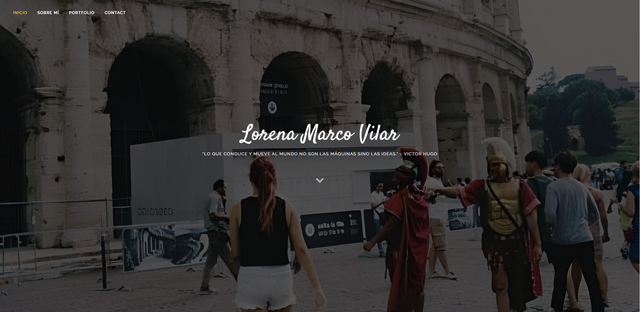 INICIO SOBRE MÍ PORTFOLIO CONTACT
Lorena Marco Vilar
"LO QUE CONDUCE Y MUEVE AL MUNDO NO SON LAS MÁQUINAS SINO LAS IDEAS." - VICTOR HUGO
COLOSSEO